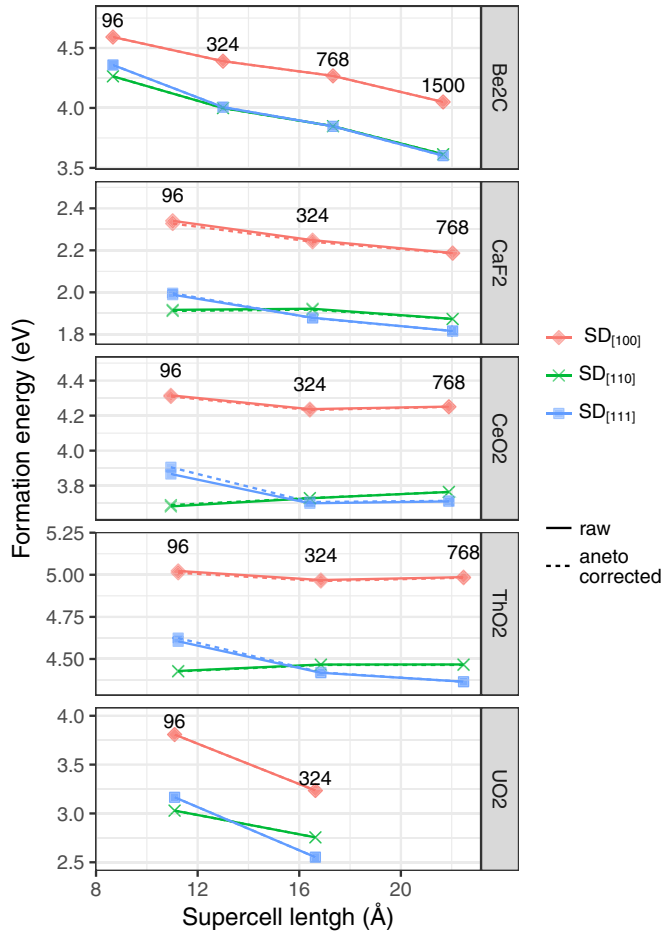 96
324
768
1500
4.5
4.0
3.5
Be2C
96
324
768
2.4
2.2
2.0
1.8
CaF2
96
324
768
4.4
4.2
4.0
3.8
CeO2
96
324
768
5.25
5.00
4.75
4.50
ThO2
96
324
4.0
3.5
3.0
2.5
UO2
8
12
16
20
Supercell lentgh (Å)
Formation energy (eV)
SD[100]
SD[110]
SD[111]
raw
aneto
corrected